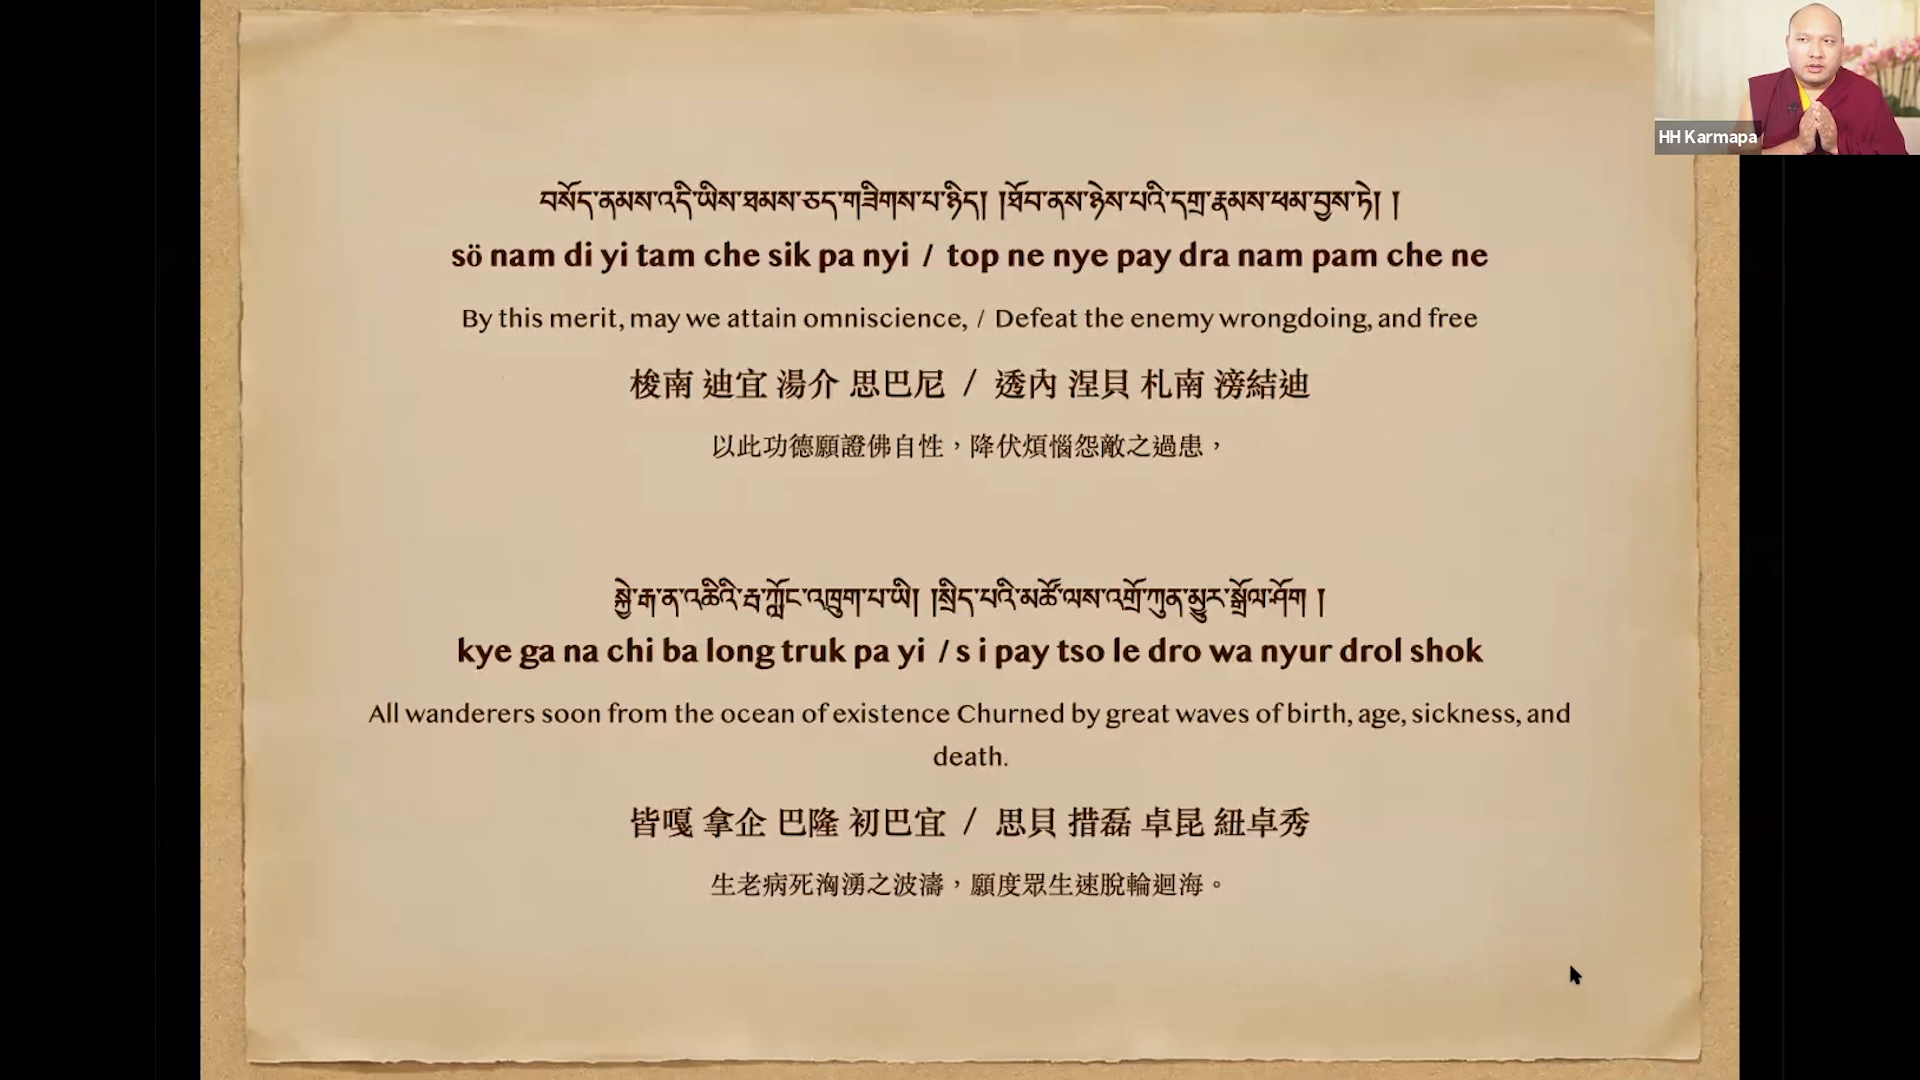 HH Karmapa
བསོད་ནམས་འདི་ཡིས་ཐམས་ཅད་གཟིགས་པ་ཉིད། །ཐོབ་ནས་ཉེས་པའི་དགྲ་རྣམས་ཕམ་བྱས་ཏེ། །
sö nam di yi tam che sik pa nyi / top ne nye pay dra nam pam che ne
By this merit, may we attain omniscience, / Defeat the enemy wrongdoing, and free
梭南 迪宜 湯介 思巴尼 / 透內 涅貝 札南 滂結迪
以此功德願證佛自性，降伏煩惱怨敵之過患，
སྐྱེ་རྒ་ན་འཆིའི་རྦ་ཀློང་འཁྲུག་པ་ཡི། །སྲིད་པའི་མཚོ་ལས་འགྲོ་ཀུན་མྱུར་སྒྲོལ་ཤོག །
kye ga na chi ba long truk pa yi / s i pay tso le dro wa nyur drol shok
All wanderers soon from the ocean of existence Churned by great waves of birth, age, sickness, and
death.
皆嘎 拿企 巴隆 初巴宜 / 思貝 措磊 卓昆 紐卓秀
生老病死洶湧之波濤，願度眾生速脫輪迴海。